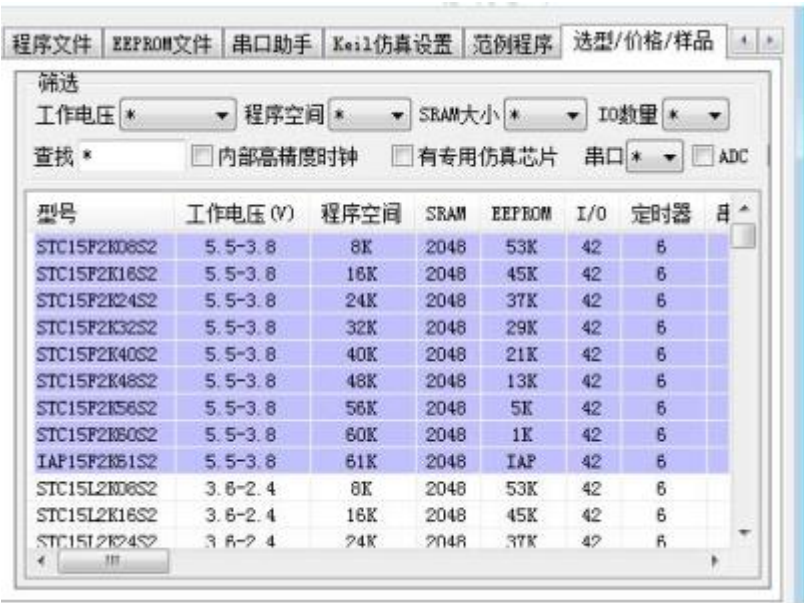 程序文件 EEPROM文件 串口助手 Keil仿真设置 范例程序 选型/价格/样品
筛选
工作电压 * 程序空间 * SRAM大小 * IO数量 *
查找 * 内部高精度时钟 有专用仿真芯片 串口 * ADC
型号 工作电压(V) 程序空间 SRAM EEPROM I/O 定时器
STC15F2K08S2 5.5-3.8 8K 2048 53K 42 6
STC15F2K16S2 5.5-3.8 16K 2048 45K 42 6
STC15F2K24S2 5.5-3.8 24K 2048 37K 42 6
STC15F2K32S2 5.5-3.8 32K 2048 29K 42 6
STC15F2K40S2 5.5-3.8 40K 2048 21K 42 6
STC15F2K48S2 5.5-3.8 48K 2048 13K 42 6
STC15F2K56S2 5.5-3.8 56K 2048 5K 42 6
STC15F2K60S2 5.5-3.8 60K 2048 1K 42 6
IAP15F2K61S2 5.5-3.8 61K 2048 IAP 42 6
STC15L2K08S2 3.6-2.4 8K 2048 53K 42 6
STC15L2K16S2 3.6-2.4 16K 2048 45K 42 6
STC15L2K24S2 3.6-2.4 24K 2048 37K 42 6